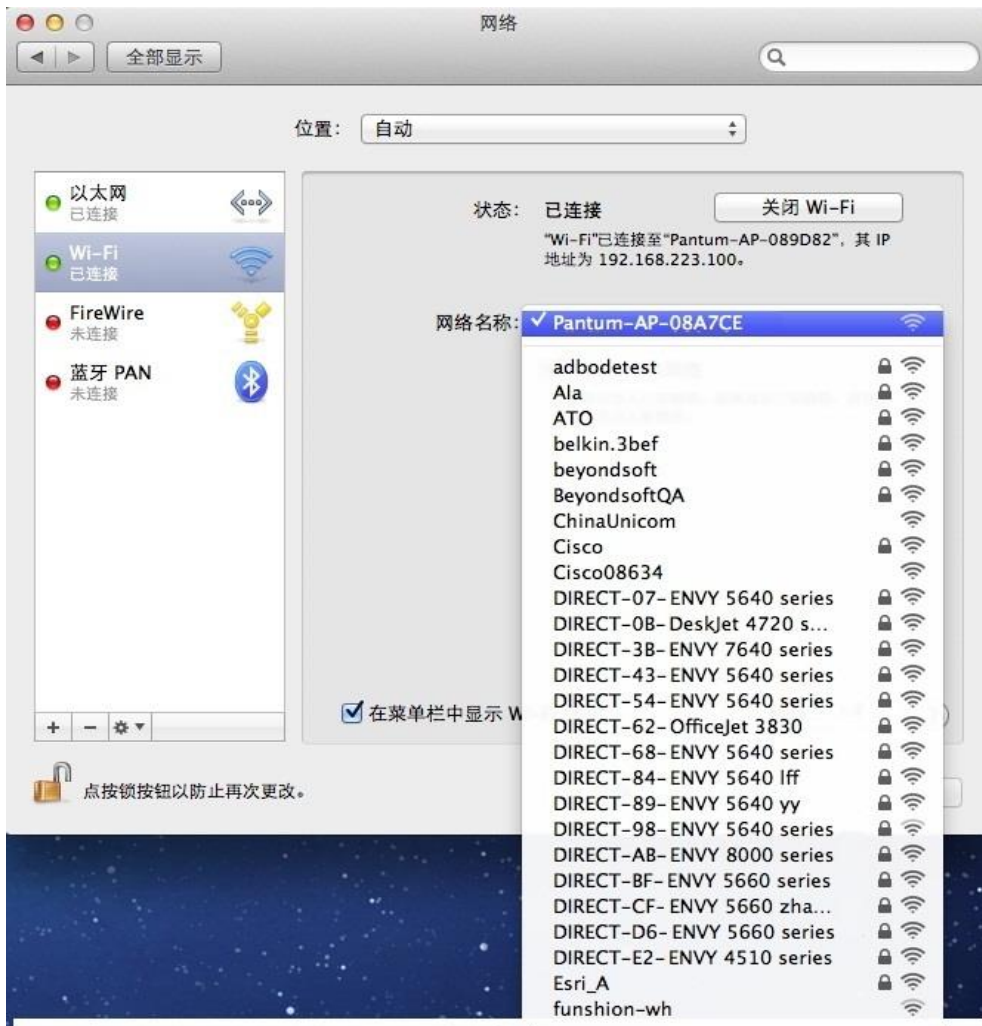 网络
全部显示
位置： 自动
以太网
已连接
Wi-Fi
已连接
FireWire
未连接
蓝牙 PAN
未连接
状态： 已连接 关闭 Wi-Fi
“Wi-Fi”已连接至“Pantum-AP-089D82”，其 IP
地址为 192.168.223.100。
网络名称： Pantum-AP-08A7CE
adbodetest
Ala
ATO
belkin.3bef
beyondsoft
BeyondsoftQA
ChinaUnicom
Cisco
Cisco08634
DIRECT-07-ENVY 5640 series
DIRECT-0B-DeskJet 4720 s...
DIRECT-3B-ENVY 7640 series
DIRECT-43-ENVY 5640 series
DIRECT-54-ENVY 5640 series
DIRECT-62-OfficeJet 3830
DIRECT-68-ENVY 5640 series
DIRECT-84-ENVY 5640 lff
DIRECT-89-ENVY 5640 yy
DIRECT-98-ENVY 5640 series
DIRECT-AB-ENVY 8000 series
DIRECT-BF-ENVY 5660 series
DIRECT-CF-ENVY 5660 zha...
DIRECT-D6-ENVY 5660 series
DIRECT-E2-ENVY 4510 series
Esri_A
funshion-wh
在菜单栏中显示 W
点按锁按钮以防止再次更改。